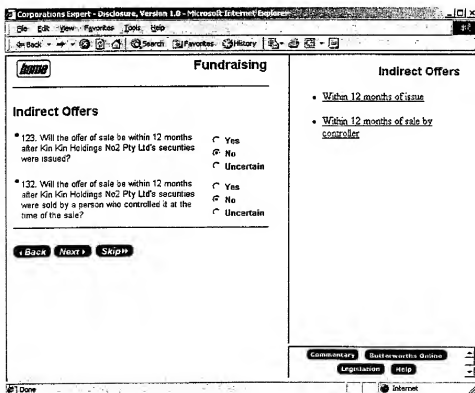 Corporations Expert - Disclosure, Version 1.0 - Microsoft Internet Explorer
File Edit View Favorites Tools Help
Back Search Favorites History
home
Fundraising
Indirect Offers
123. Will the offer of sale be within 12 months
after Kin Kin Holdings No2 Pty Ltd's securities
were issued?
Yes
No
Uncertain
132. Will the offer of sale be within 12 months
after Kin Kin Holdings No2 Pty Ltd's securities
were sold by a person who controlled it at the
time of the sale?
Yes
No
Uncertain
Back Next Skip
Indirect Offers
Within 12 months of issue
Within 12 months of sale by
controller
Commentary Butterworths Online
Legislation Help
Done Internet